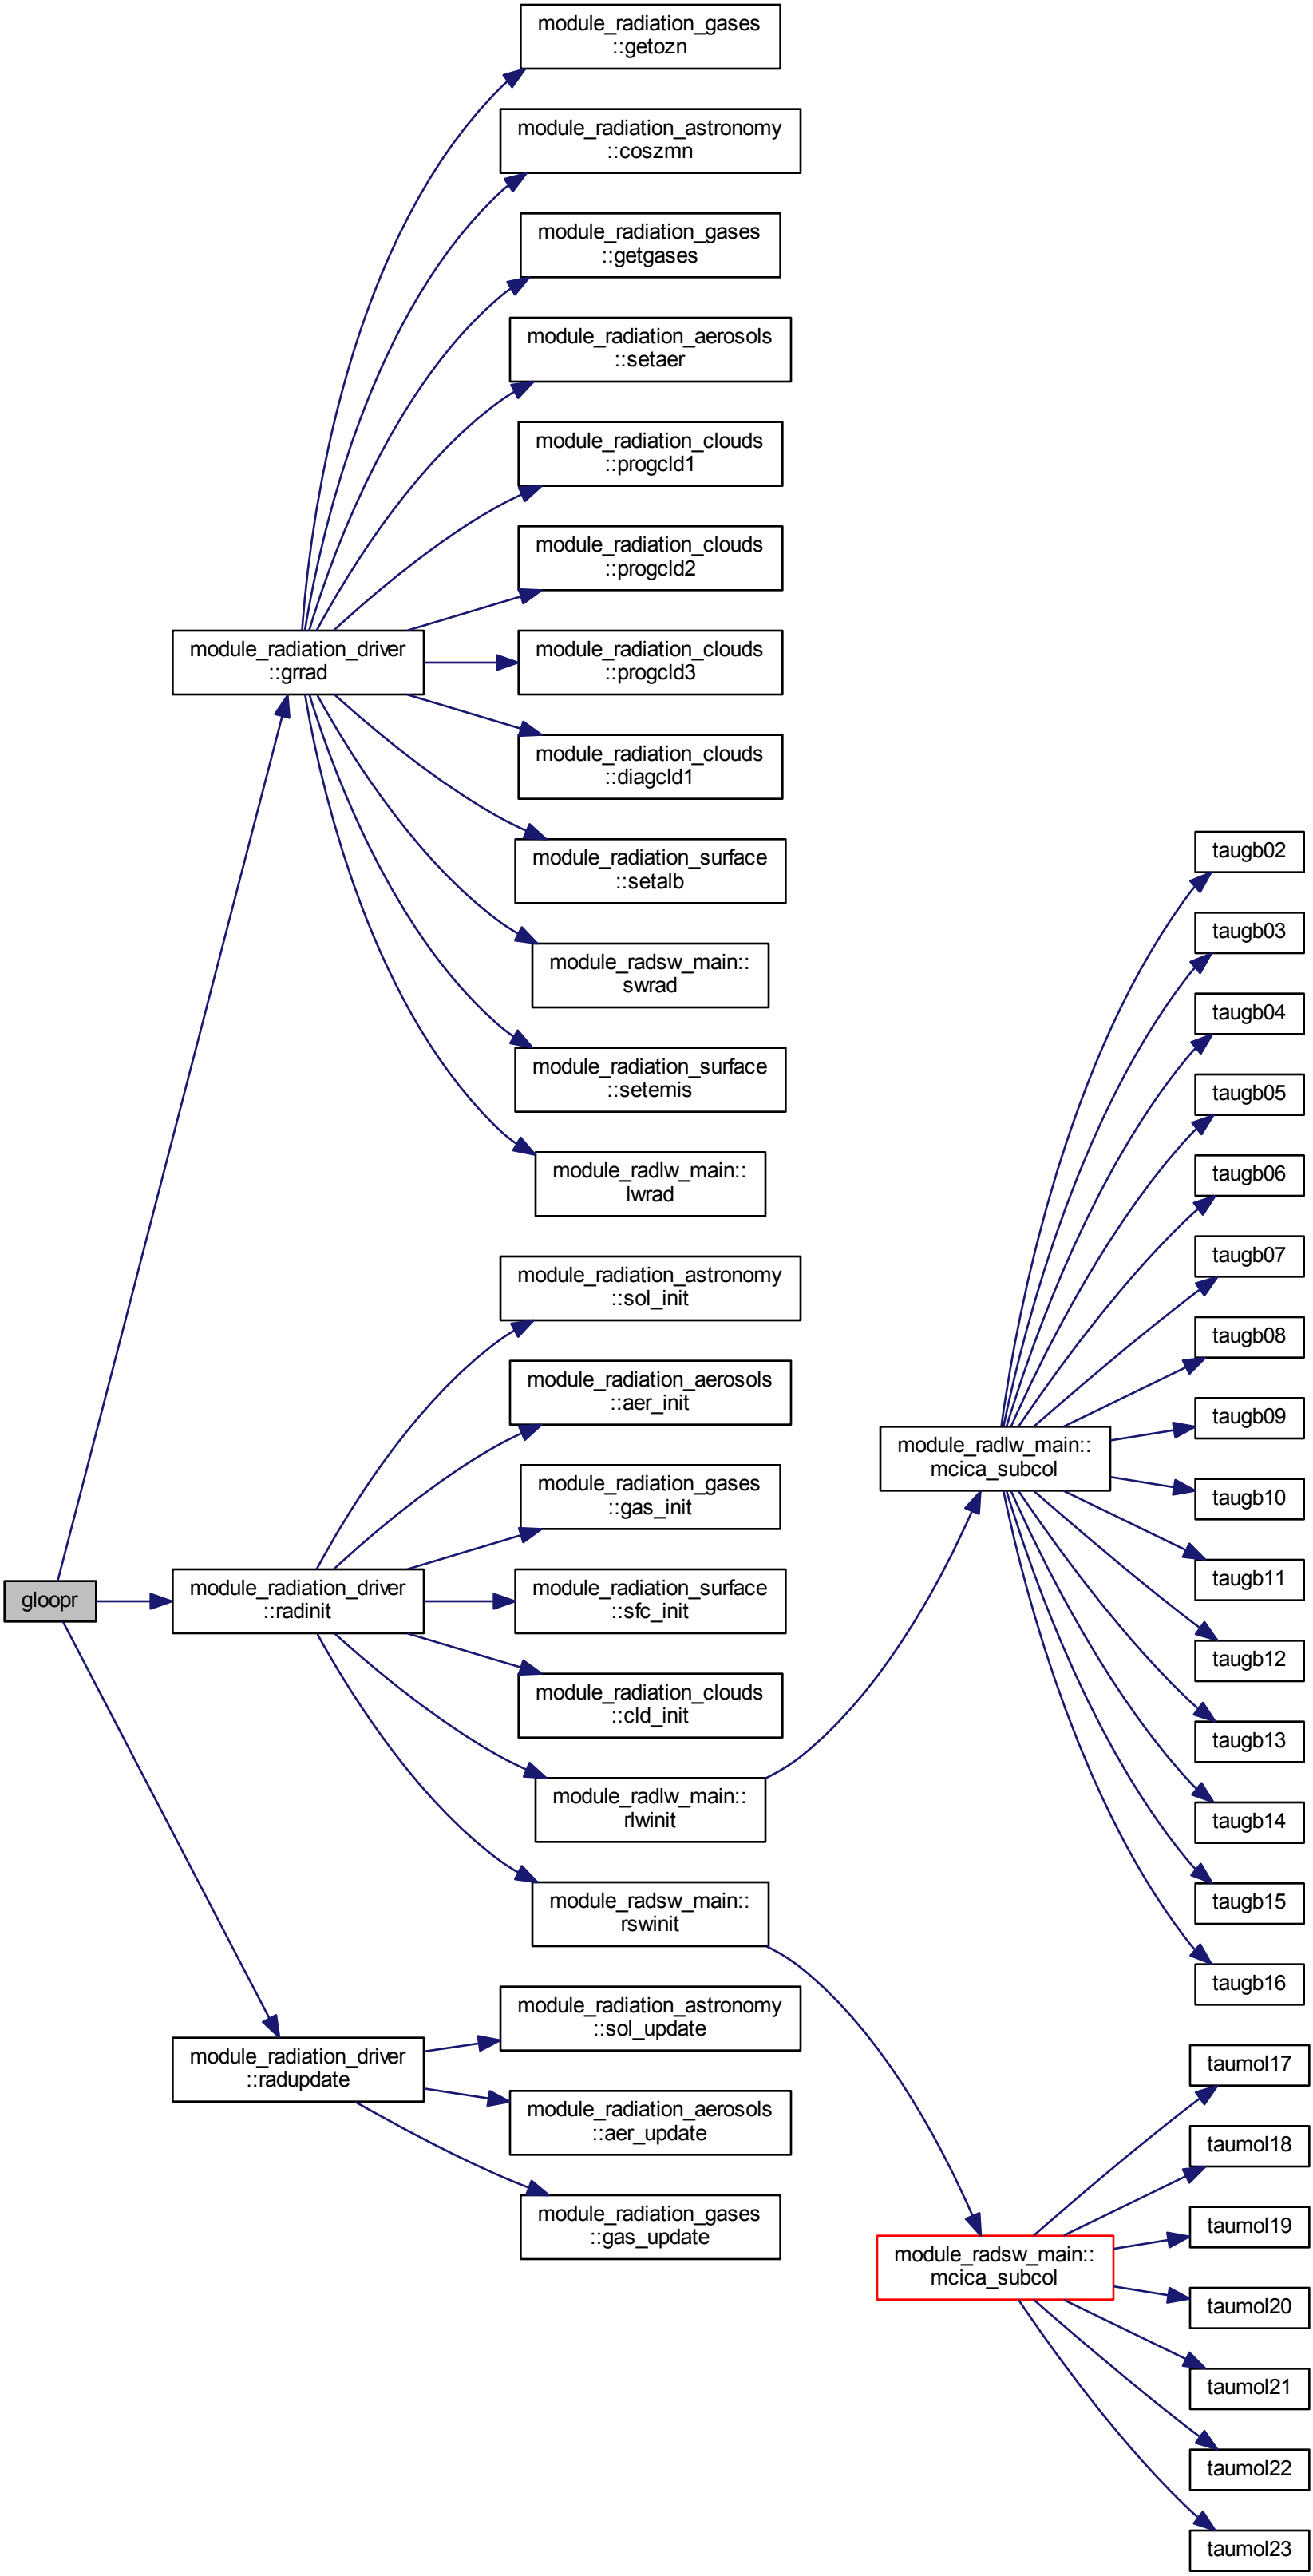 module_radiation_gases
::getozn
module_radiation_astronomy
::coszmn
module_radiation_gases
::getgases
module_radiation_aerosols
::setaer
module_radiation_clouds
::progcld1
module_radiation_clouds
::progcld2
module_radiation_driver
::grrad
module_radiation_clouds
::progcld3
module_radiation_clouds
::diagcld1
module_radiation_surface
::setalb
module_radsw_main::
swrad
module_radiation_surface
::setemis
module_radlw_main::
lwrad
module_radiation_astronomy
::sol_init
module_radiation_aerosols
::aer_init
module_radiation_gases
::gas_init
gloopr
module_radiation_driver
::radinit
module_radiation_surface
::sfc_init
module_radiation_clouds
::cld_init
module_radlw_main::
rlwinit
module_radsw_main::
rswinit
module_radiation_driver
::radupdate
module_radiation_astronomy
::sol_update
module_radiation_aerosols
::aer_update
module_radiation_gases
::gas_update
module_radlw_main::
mcica_subcol
taugb02
taugb03
taugb04
taugb05
taugb06
taugb07
taugb08
taugb09
taugb10
taugb11
taugb12
taugb13
taugb14
taugb15
taugb16
module_radsw_main::
mcica_subcol
taumol17
taumol18
taumol19
taumol20
taumol21
taumol22
taumol23